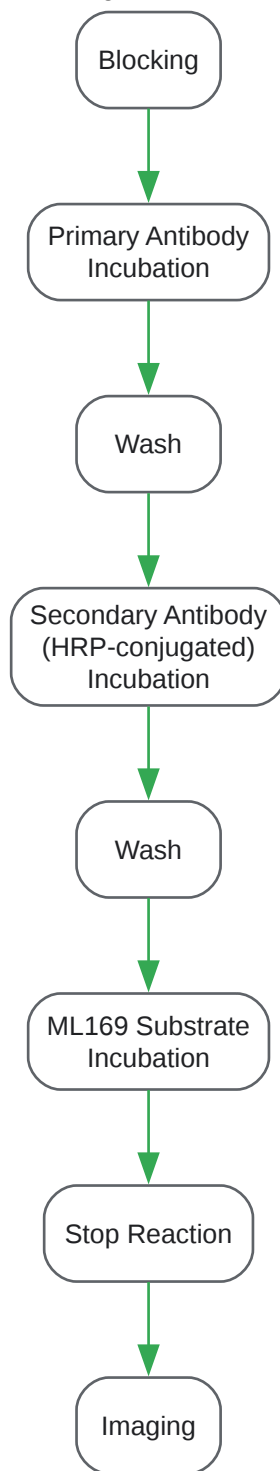 Blocking
Primary Antibody
Incubation
Wash
Secondary Antibody
(HRP-conjugated)
Incubation
Wash
ML169 Substrate
Incubation
Stop Reaction
Imaging